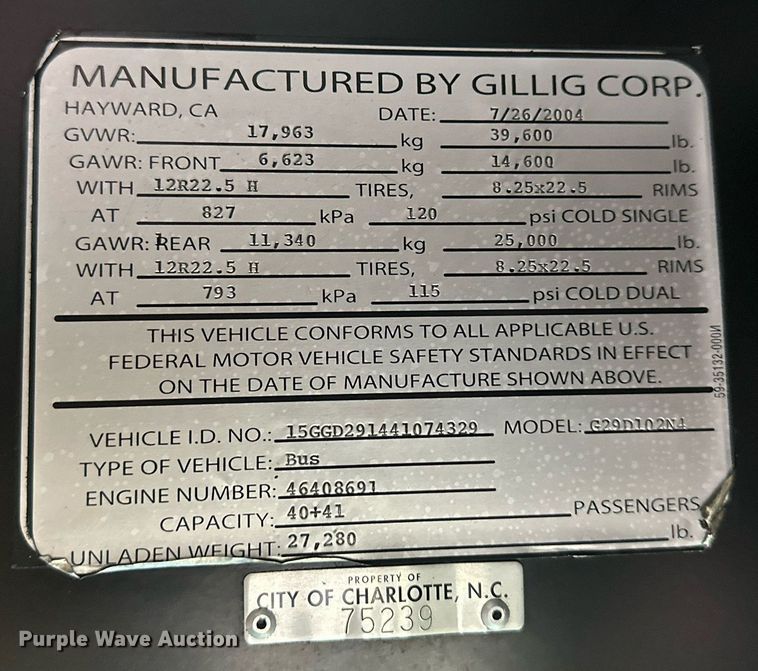 MANUFACTURED BY GILLIG CORP.
HAYWARD, CA DATE: 7/26/2004
GVWR: 17,963 kg 39,600 lb.
GAWR: FRONT 6,623 kg 14,600 lb.
WITH 12R22.5 H TIRES, 8.25x22.5 RIMS
AT 827 kPa 120 psi COLD SINGLE
GAWR: REAR 11,340 kg 25,000 lb.
WITH 12R22.5 H TIRES, 8.25x22.5 RIMS
AT 793 kPa 115 psi COLD DUAL
THIS VEHICLE CONFORMS TO ALL APPLICABLE U.S.
FEDERAL MOTOR VEHICLE SAFETY STANDARDS IN EFFECT
ON THE DATE OF MANUFACTURE SHOWN ABOVE.
59-35132-000N
VEHICLE I.D. NO.: 15GGD291441074329 MODEL: G29D102N4
TYPE OF VEHICLE: Bus
ENGINE NUMBER: 46408691
CAPACITY: 40+41 PASSENGERS
UNLADEN WEIGHT: 27,280 lb.
PROPERTY OF
CITY OF CHARLOTTE, N.C.
75239
Purple Wave Auction